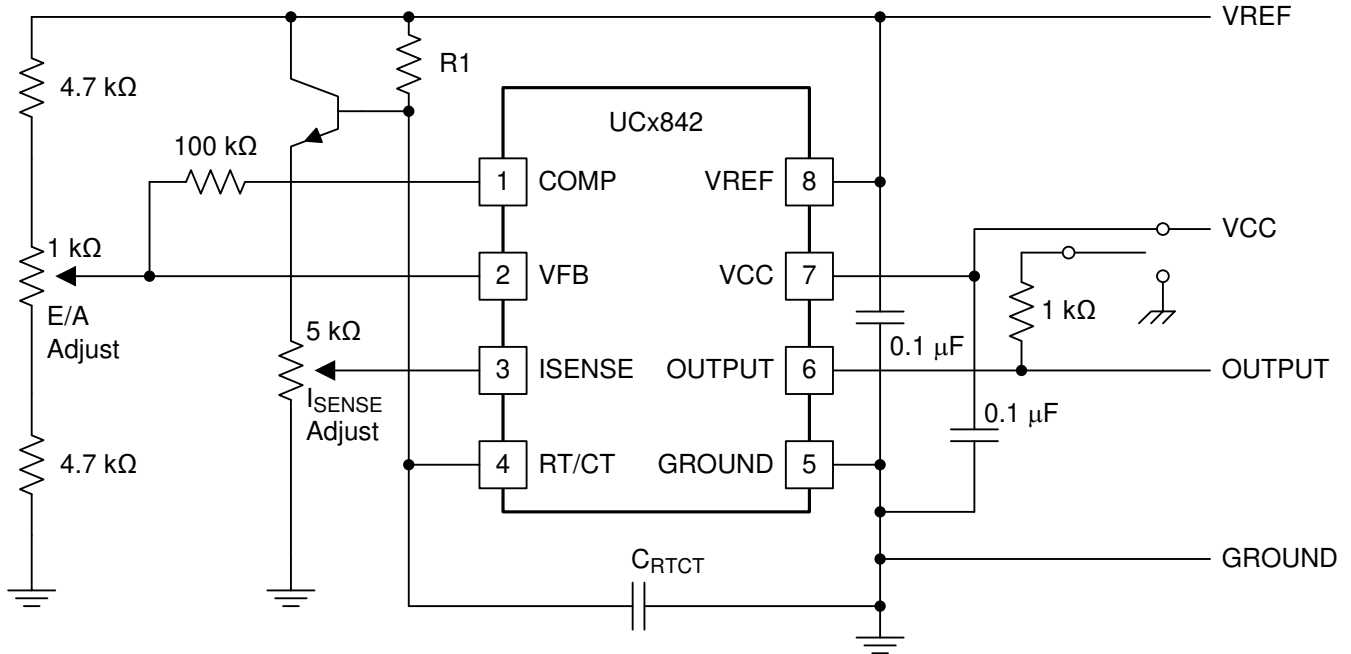 VREF
4.7 kΩ
R1
UCx842
100 kΩ
1 COMP
VREF 8
1 kΩ
E/A
Adjust
2 VFB
VCC 7
VCC
1 kΩ
0.1 μF
5 kΩ
ISENSE
Adjust
3 ISENSE
OUTPUT 6
OUTPUT
0.1 μF
4.7 kΩ
4 RT/CT
GROUND 5
CRTCT
GROUND